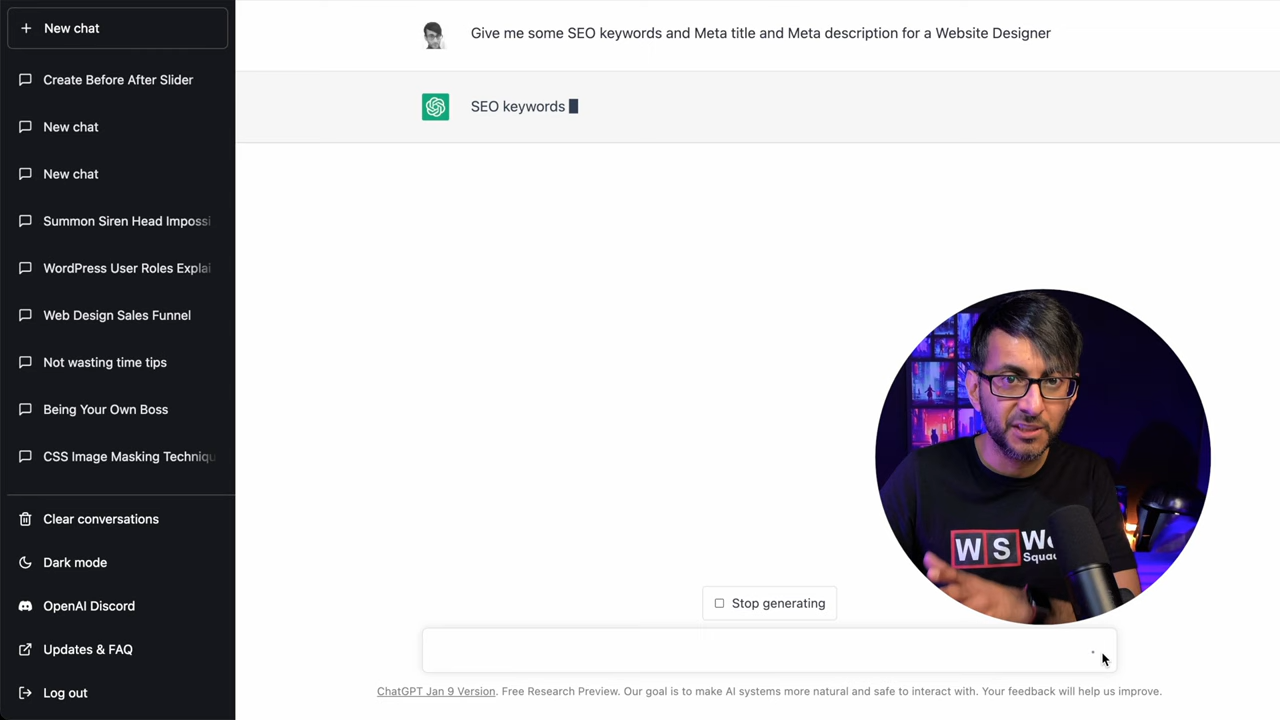 New chat
Create Before After Slider
New chat
New chat
Summon Siren Head Impossi
WordPress User Roles Explai
Web Design Sales Funnel
Not wasting time tips
Being Your Own Boss
CSS Image Masking Techniqu
Clear conversations
Dark mode
OpenAI Discord
Updates & FAQ
Log out
Give me some SEO keywords and Meta title and Meta description for a Website Designer
SEO keywords
W S
Squa
Stop generating
ChatGPT Jan 9 Version. Free Research Preview. Our goal is to make AI systems more natural and safe to interact with. Your feedback will help us improve.